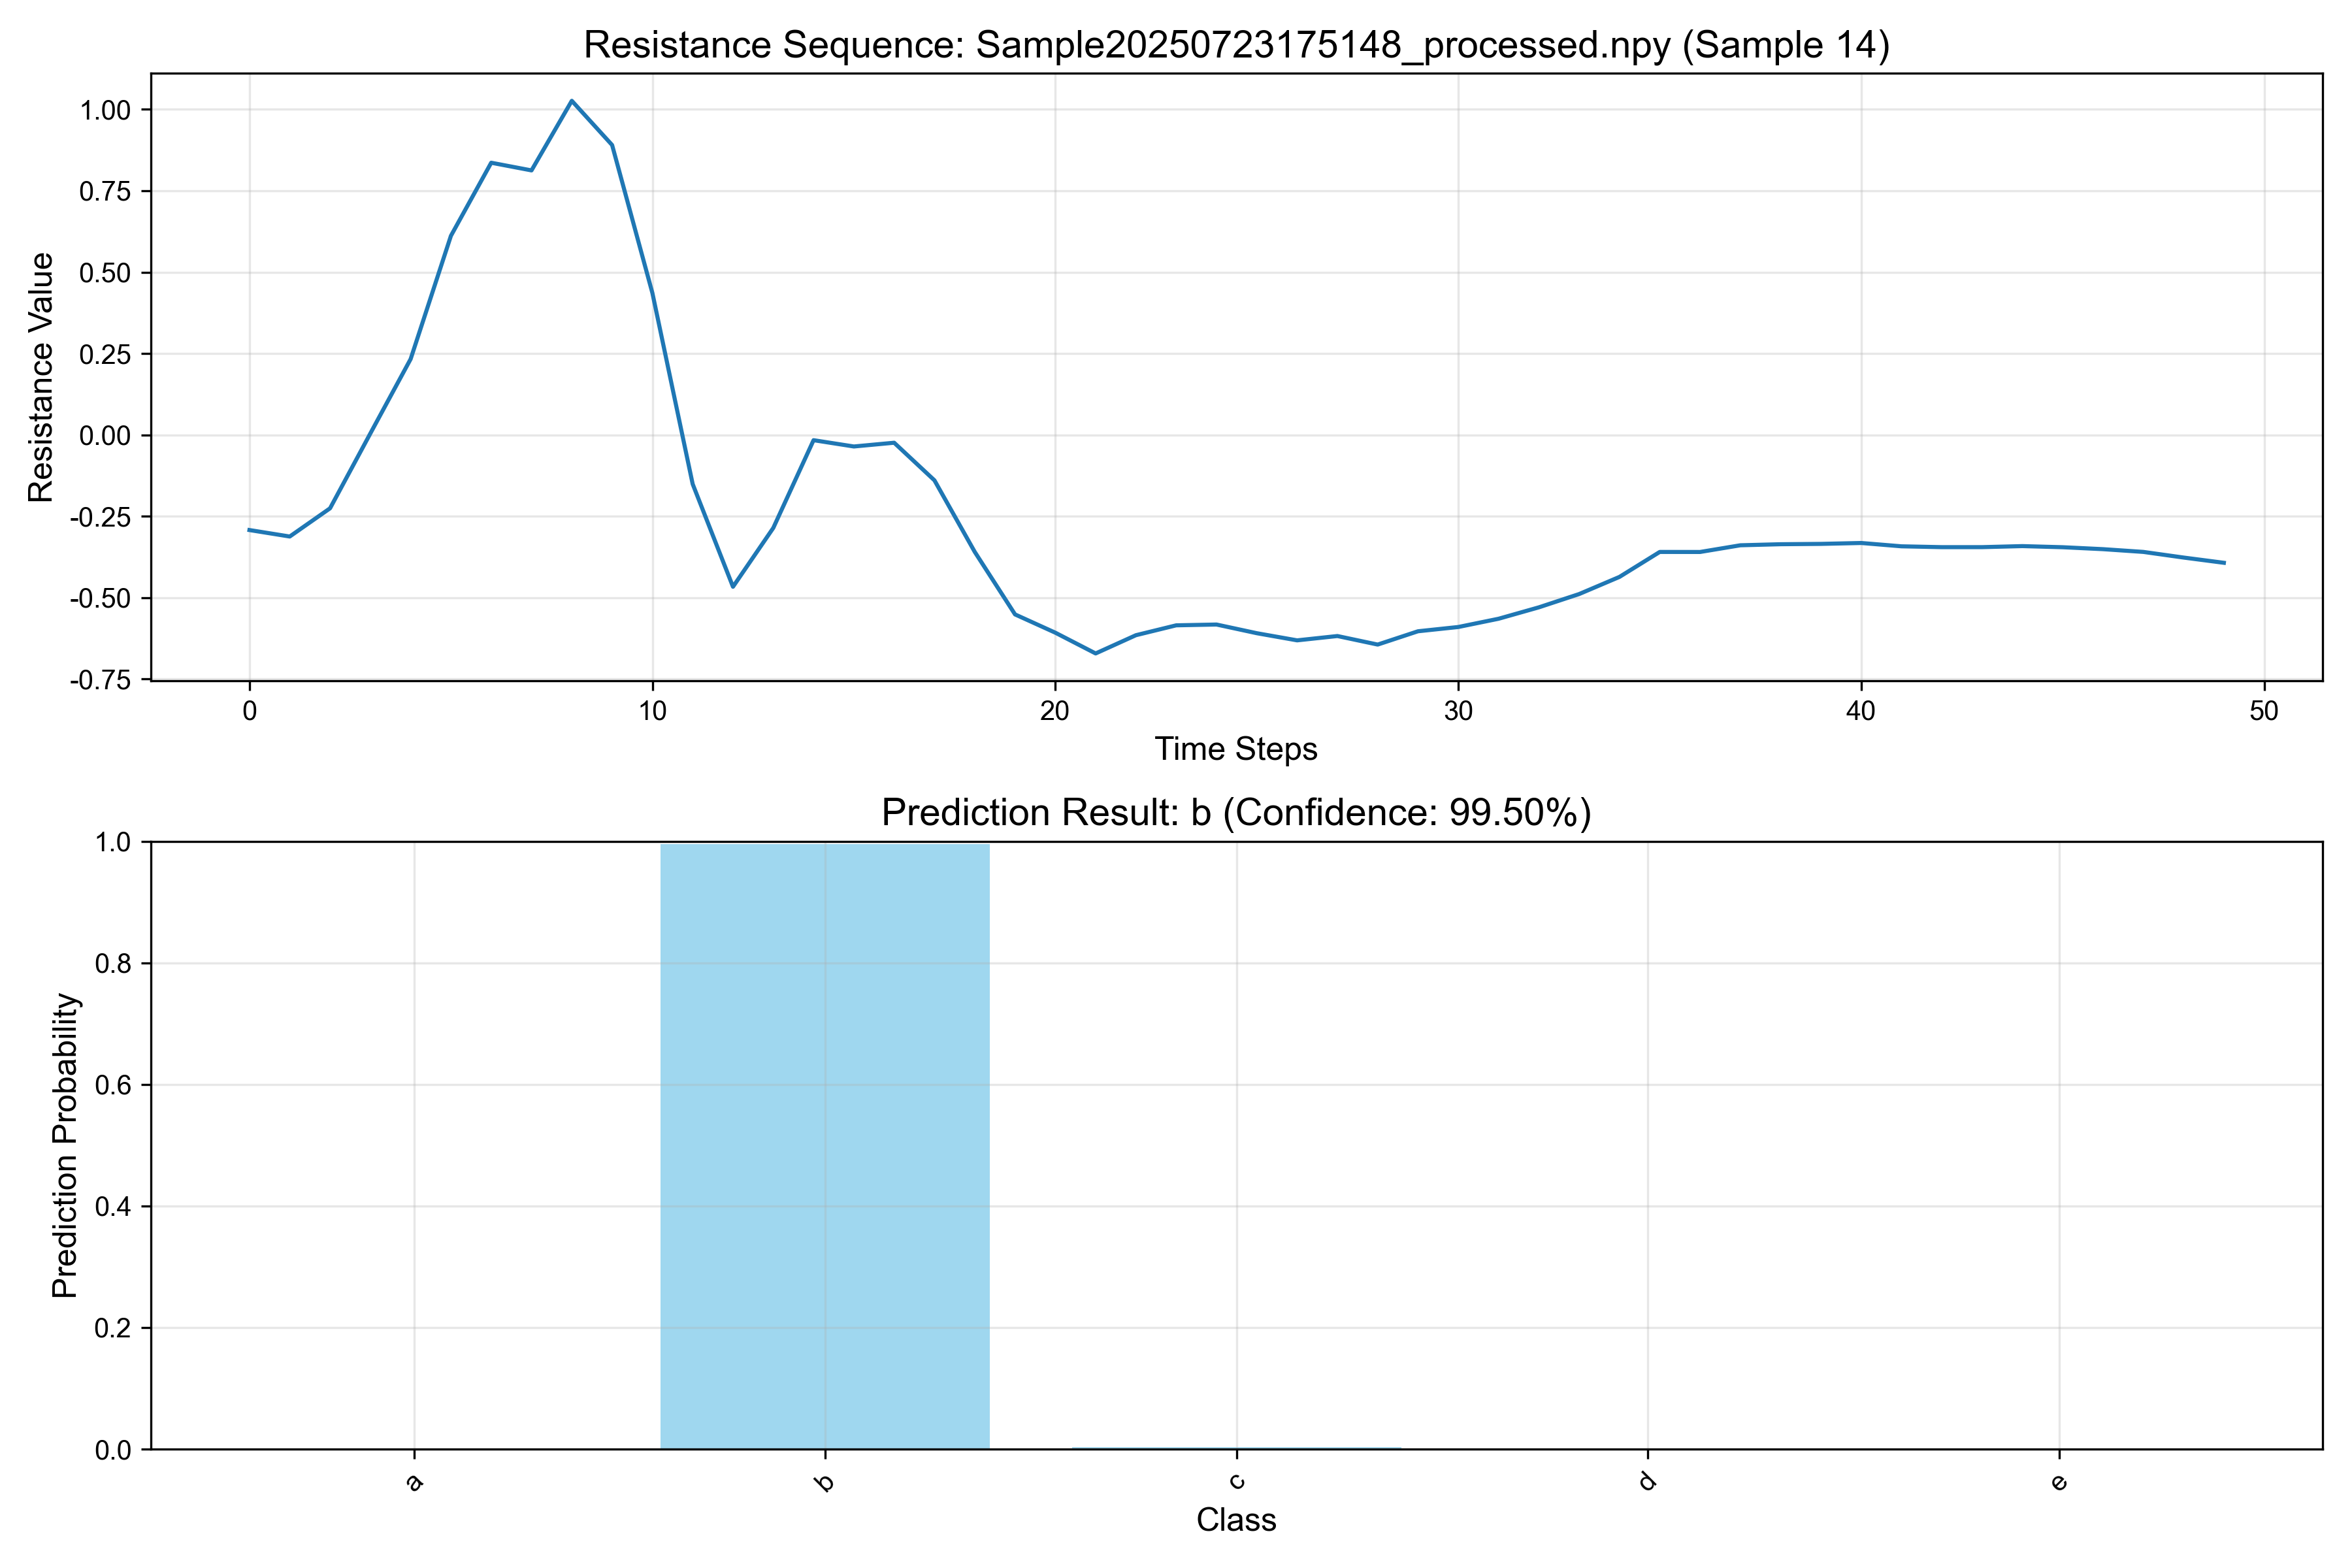 Resistance Sequence: Sample20250723175148_processed.npy (Sample 14)
Resistance Value
1.00
0.75
0.50
0.25
0.00
-0.25
-0.50
-0.75
0 10 20 30 40 50
Time Steps
Prediction Result: b (Confidence: 99.50%)
Prediction Probability
1.0
0.8
0.6
0.4
0.2
0.0
a b c d e
Class